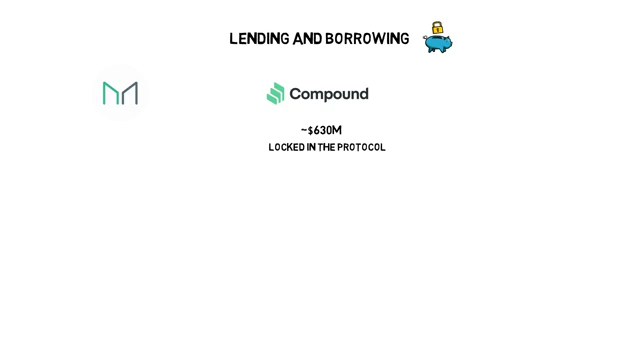 LENDING AND BORROWING
Compound
~$630M
LOCKED IN THE PROTOCOL